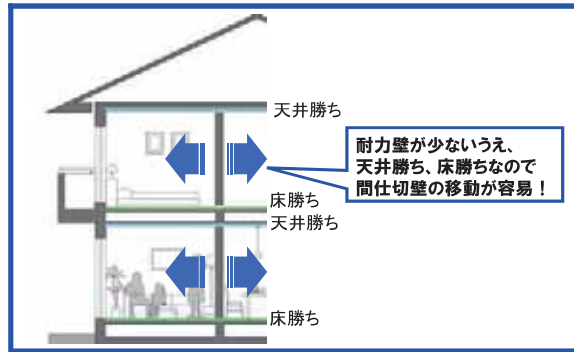 天井勝ち
耐力壁が少ないうえ、
天井勝ち、床勝ちなので
間仕切壁の移動が容易！
床勝ち
天井勝ち
床勝ち